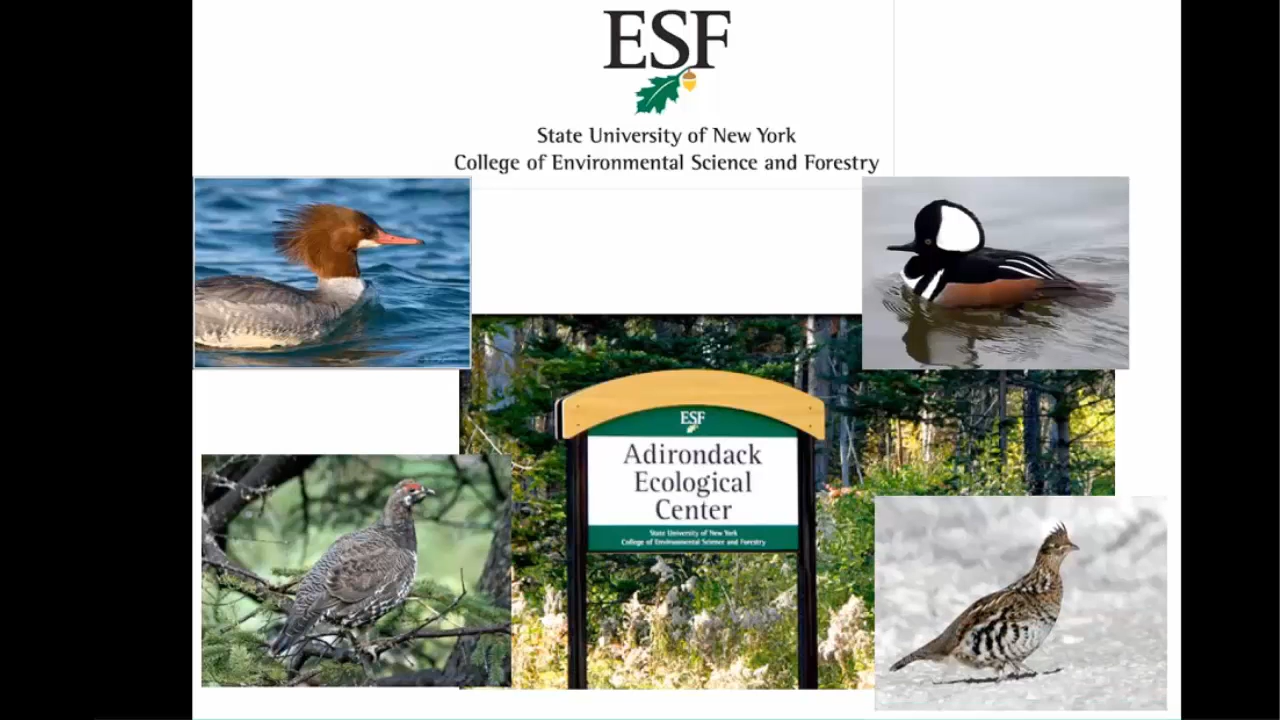 ESF
State University of New York
College of Environmental Science and Forestry
ESF
Adirondack
Ecological
Center
State University of New York
College of Environmental Science and Forestry